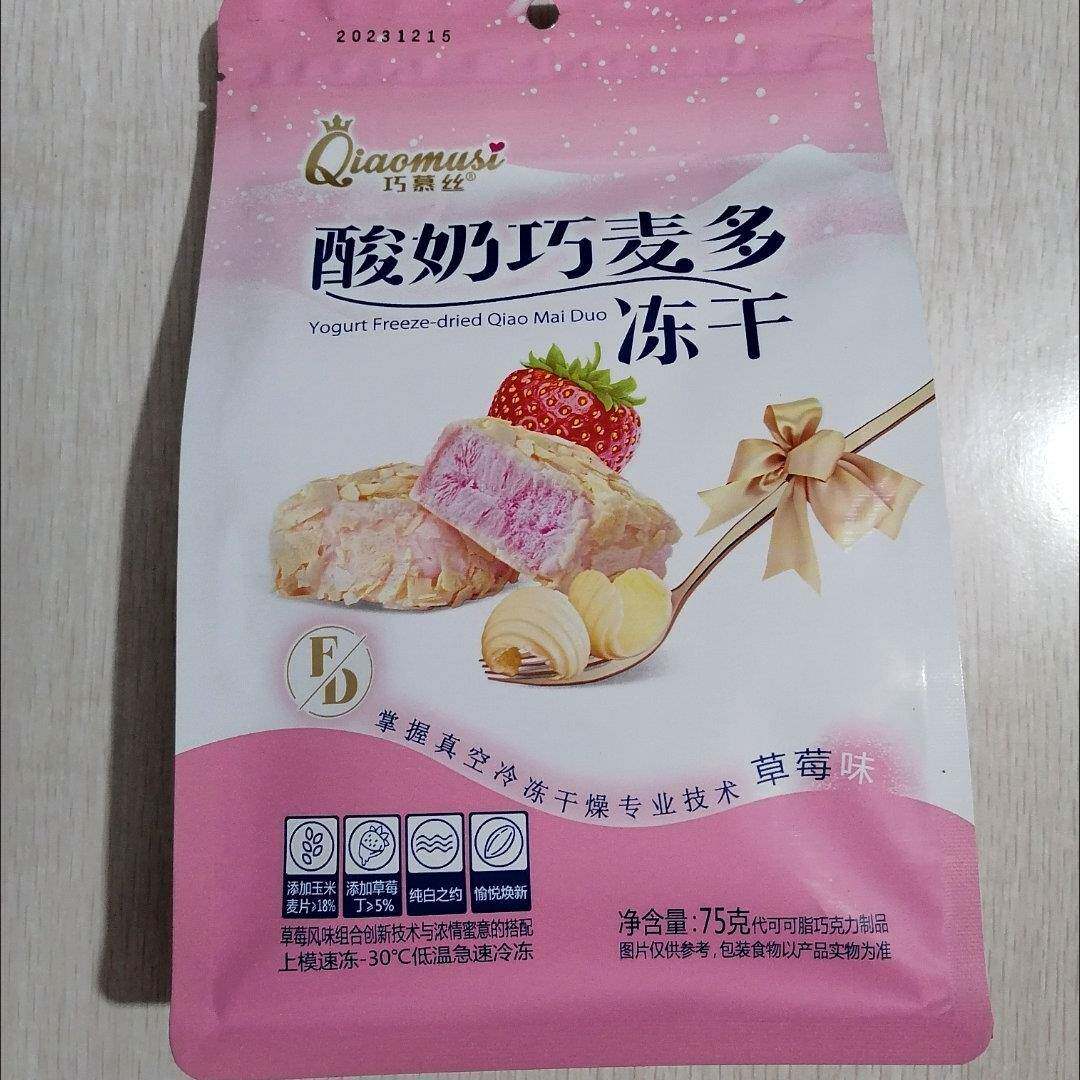 20231215
Qiaomusi
巧慕丝®
酸奶巧麦多
Yogurt Freeze-dried Qiao Mai Duo
冻干
FD
掌握真空冷冻干燥专业技术
草莓味
添加玉米
麦片≥18%
添加草莓
丁≥5%
纯白之约
愉悦焕新
草莓风味组合创新技术与浓情蜜意的搭配
上模速冻-30℃低温急速冷冻
净含量:75克 代可可脂巧克力制品
图片仅供参考,包装食物以产品实物为准